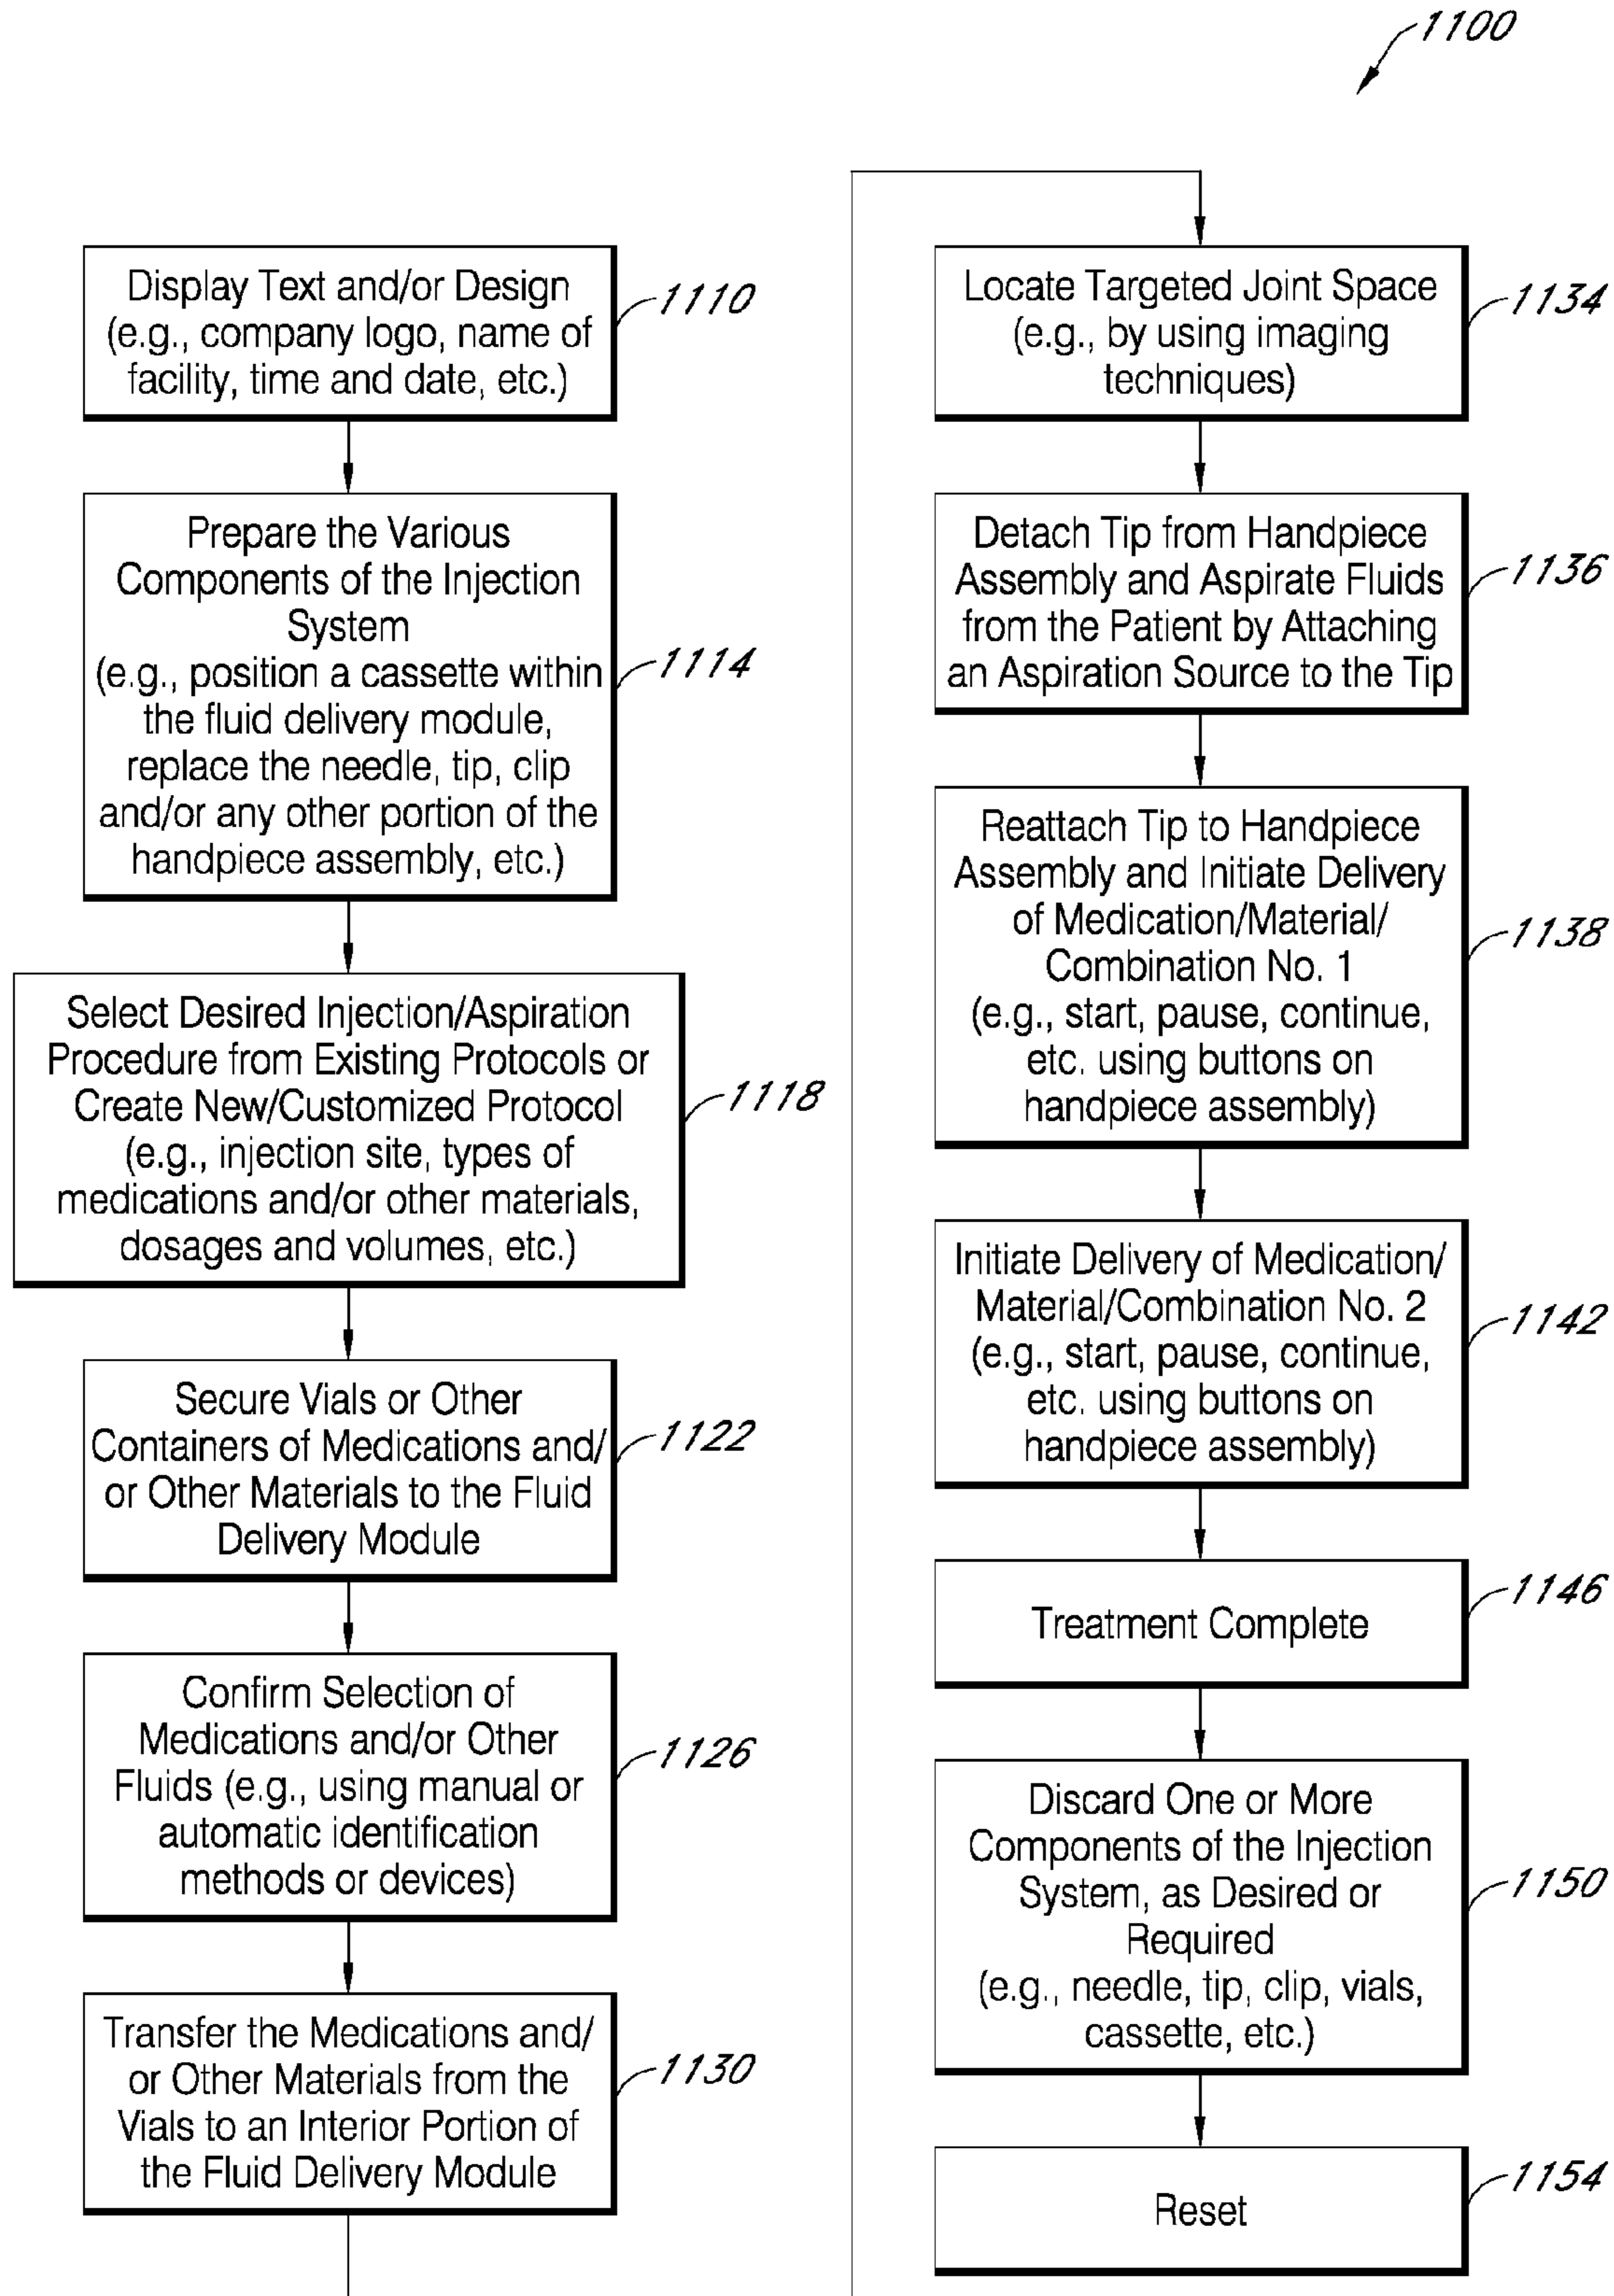 1100
Display Text and/or Design
(e.g., company logo, name of
facility, time and date, etc.)
1110
Prepare the Various
Components of the Injection
System
(e.g., position a cassette within
the fluid delivery module,
replace the needle, tip, clip
and/or any other portion of the
handpiece assembly, etc.)
1114
Select Desired Injection/Aspiration
Procedure from Existing Protocols or
Create New/Customized Protocol
(e.g., injection site, types of
medications and/or other materials,
dosages and volumes, etc.)
1118
Secure Vials or Other
Containers of Medications and/
or Other Materials to the Fluid
Delivery Module
1122
Confirm Selection of
Medications and/or Other
Fluids (e.g., using manual or
automatic identification
methods or devices)
1126
Transfer the Medications and/
or Other Materials from the
Vials to an Interior Portion of
the Fluid Delivery Module
1130
Locate Targeted Joint Space
(e.g., by using imaging
techniques)
1134
Detach Tip from Handpiece
Assembly and Aspirate Fluids
from the Patient by Attaching
an Aspiration Source to the Tip
1136
Reattach Tip to Handpiece
Assembly and Initiate Delivery
of Medication/Material/
Combination No. 1
(e.g., start, pause, continue,
etc. using buttons on
handpiece assembly)
1138
Initiate Delivery of Medication/
Material/Combination No. 2
(e.g., start, pause, continue,
etc. using buttons on
handpiece assembly)
1142
Treatment Complete
1146
Discard One or More
Components of the Injection
System, as Desired or
Required
(e.g., needle, tip, clip, vials,
cassette, etc.)
1150
Reset
1154